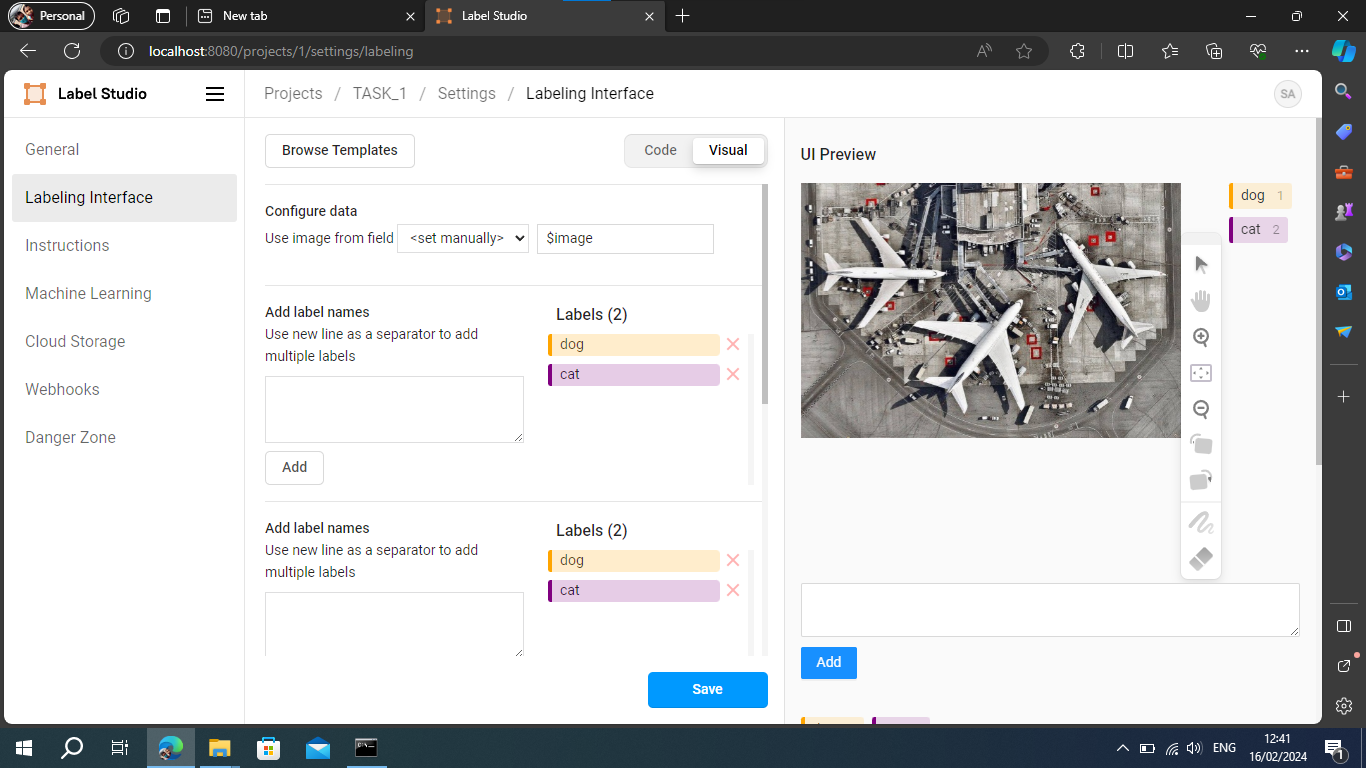 Personal
New tab
Label Studio
localhost:8080/projects/1/settings/labeling
Label Studio
Projects / TASK_1 / Settings / Labeling Interface
SA
General
Labeling Interface
Instructions
Machine Learning
Cloud Storage
Webhooks
Danger Zone
Browse Templates
Code
Visual
Configure data
Use image from field
<set manually>
$image
Add label names
Use new line as a separator to add
multiple labels
Add
Labels (2)
dog
cat
Add label names
Use new line as a separator to add
multiple labels
Labels (2)
dog
cat
Save
UI Preview
dog 1
cat 2
Add
ENG
12:41
16/02/2024
1